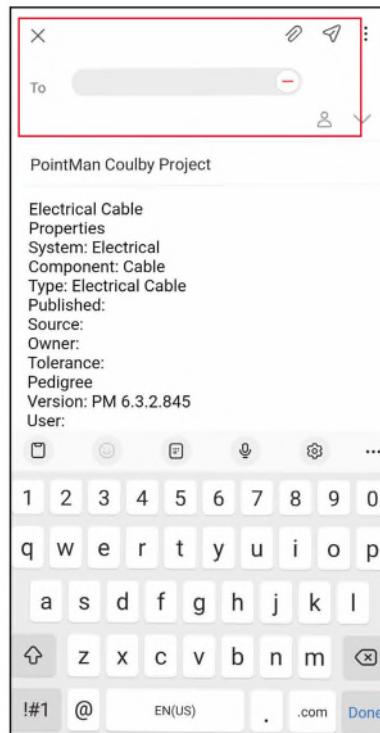 To
PointMan Coulby Project
Electrical Cable
Properties
System: Electrical
Component: Cable
Type: Electrical Cable
Published:
Source:
Owner:
Tolerance:
Pedigree
Version: PM 6.3.2.845
User:
1 2 3 4 5 6 7 8 9 0
q w e r t y u i o p
a s d f g h j k l
z x c v b n m
!#1 @ EN(US) . .com Done